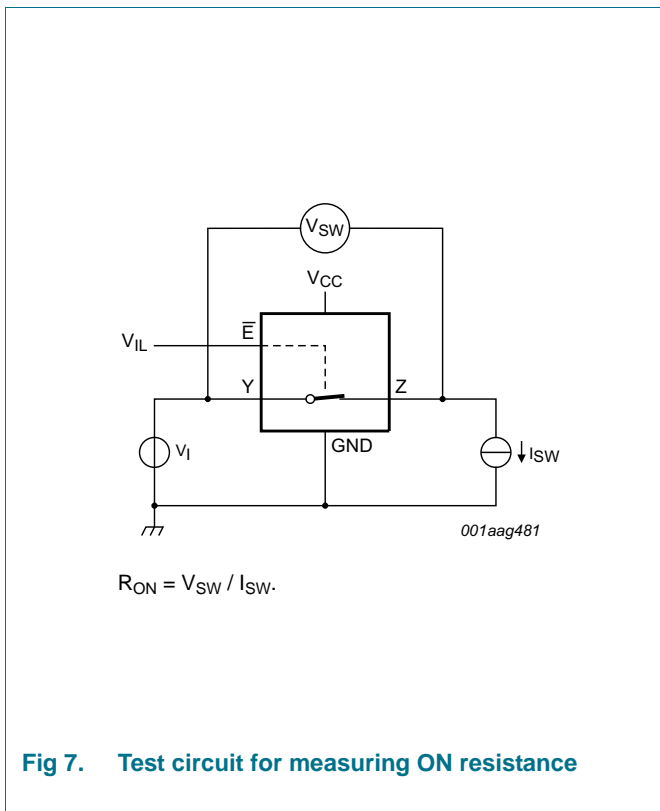 VSW
VCC
E̅
VIL
Y
Z
VI
GND
ISW
001aag481
RON = VSW / ISW.
Fig 7. Test circuit for measuring ON resistance